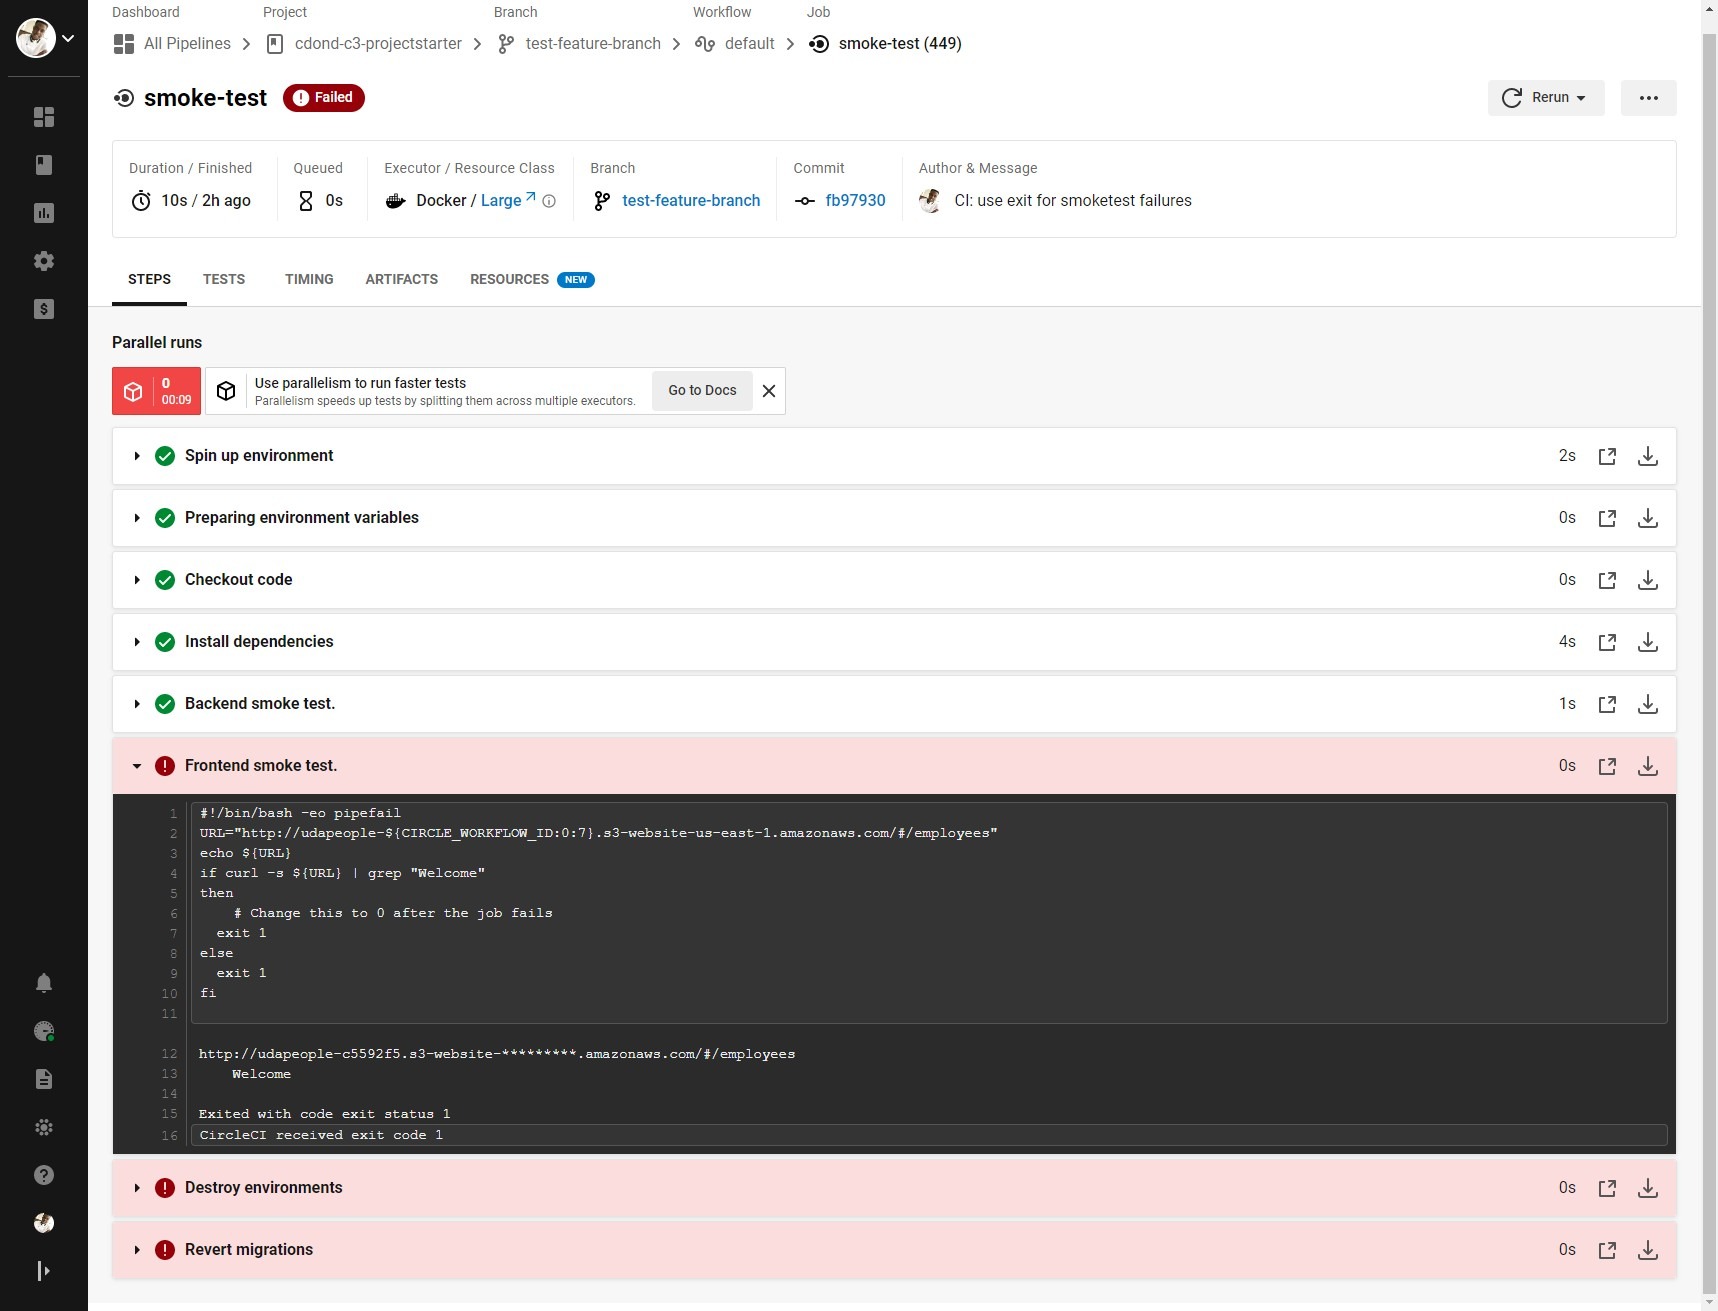 Dashboard
Project
Branch
Workflow
Job
All Pipelines
cdond-c3-projectstarter
test-feature-branch
default
smoke-test (449)
smoke-test
Failed
Rerun
Duration / Finished
Queued
Executor / Resource Class
Branch
Commit
Author & Message
10s / 2h ago
0s
Docker / Large
test-feature-branch
fb97930
CI: use exit for smoketest failures
STEPS
TESTS
TIMING
ARTIFACTS
RESOURCES
NEW
Parallel runs
0
00:09
Use parallelism to run faster tests
Parallelism speeds up tests by splitting them across multiple executors.
Go to Docs
Spin up environment
2s
Preparing environment variables
0s
Checkout code
0s
Install dependencies
4s
Backend smoke test.
1s
Frontend smoke test.
0s
1 #!/bin/bash -eo pipefail
2 URL="http://udapeople-${CIRCLE_WORKFLOW_ID:0:7}.s3-website-us-east-1.amazonaws.com/#/employees"
3 echo ${URL}
4 if curl -s ${URL} | grep "Welcome"
5 then
6     # Change this to 0 after the job fails
7   exit 1
8 else
9   exit 1
10 fi
11
12 http://udapeople-c5592f5.s3-website-*********.amazonaws.com/#/employees
13     Welcome
14
15 Exited with code exit status 1
16 CircleCI received exit code 1
Destroy environments
0s
Revert migrations
0s